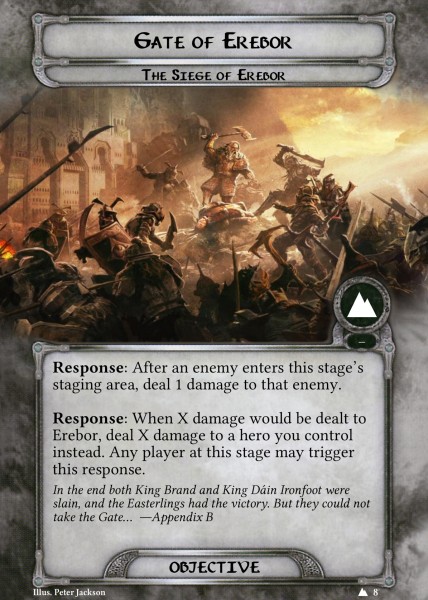 Gate of Erebor
The Siege of Erebor
–
Response: After an enemy enters this stage's
staging area, deal 1 damage to that enemy.
Response: When X damage would be dealt to
Erebor, deal X damage to a hero you control
instead. Any player at this stage may trigger
this response.
In the end both King Brand and King Dáin Ironfoot were
slain, and the Easterlings had the victory. But they could not
take the Gate... —Appendix B
OBJECTIVE
Illus. Peter Jackson
8